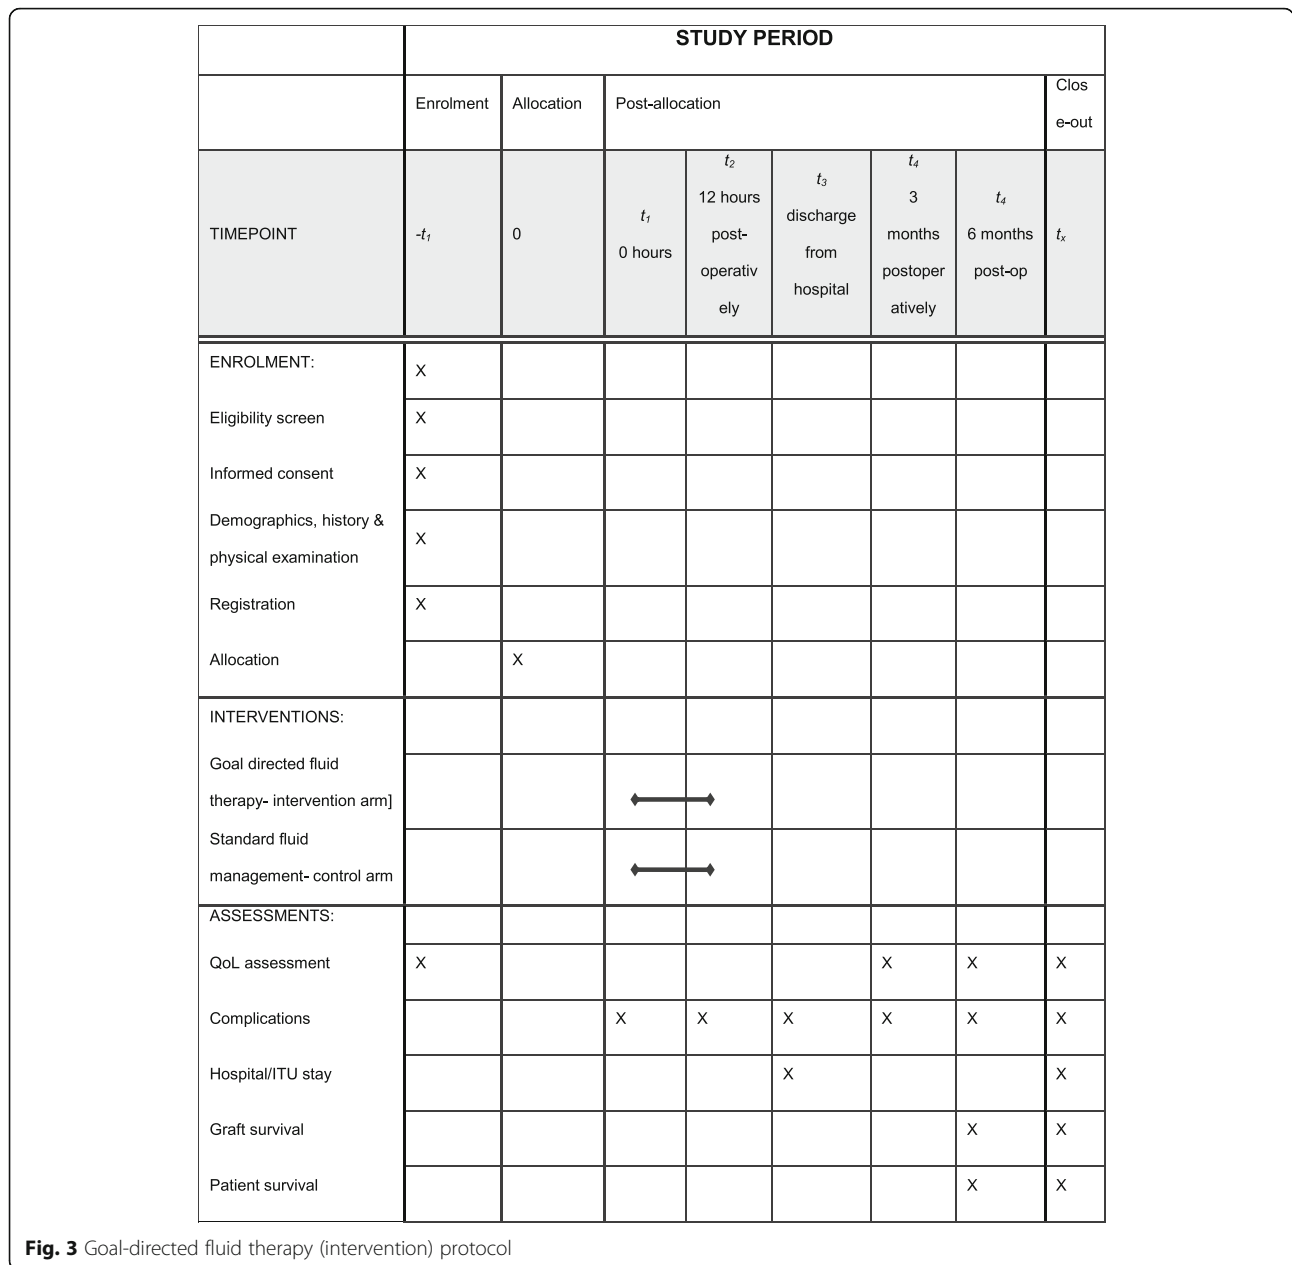 STUDY PERIOD
Enrolment Allocation Post-allocation Clos
e-out
TIMEPOINT -t1 0 t1
0 hours t2
12 hours
post-
operativ
ely t3
discharge
from
hospital t4
3
months
postoper
atively t4
6 months
post-op tx
ENROLMENT: X
Eligibility screen X
Informed consent X
Demographics, history &
physical examination X
Registration X
Allocation X
INTERVENTIONS:
Goal directed fluid
therapy- intervention arm]
Standard fluid
management- control arm
ASSESSMENTS:
QoL assessment X X X X
Complications X X X X X X
Hospital/ITU stay X X
Graft survival X X
Patient survival X X
Fig. 3 Goal-directed fluid therapy (intervention) protocol